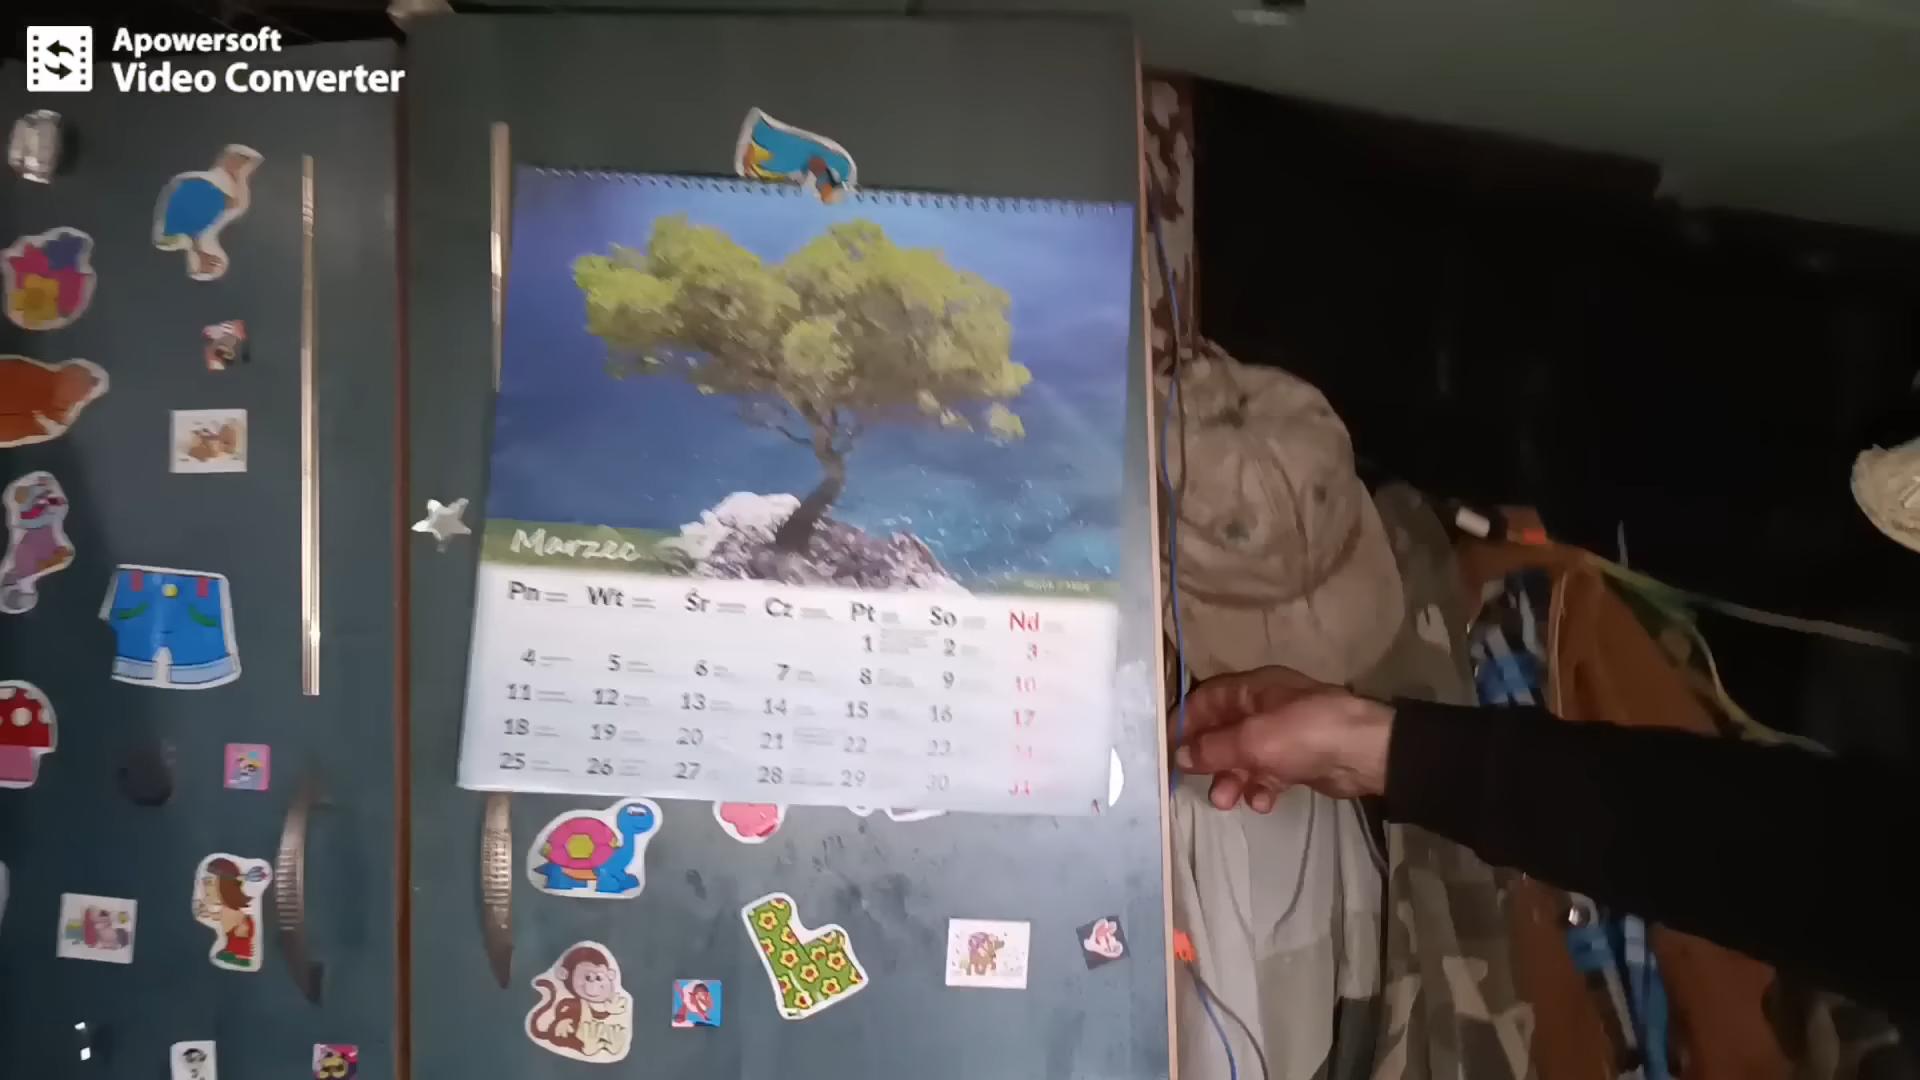 Apowersoft
Video Converter
Marzec
Pn Wt Śr Cz Pt So Nd
1 2 3
4 5 6 7 8 9 10
11 12 13 14 15 16 17
18 19 20 21 22 23 24
25 26 27 28 29 30 31